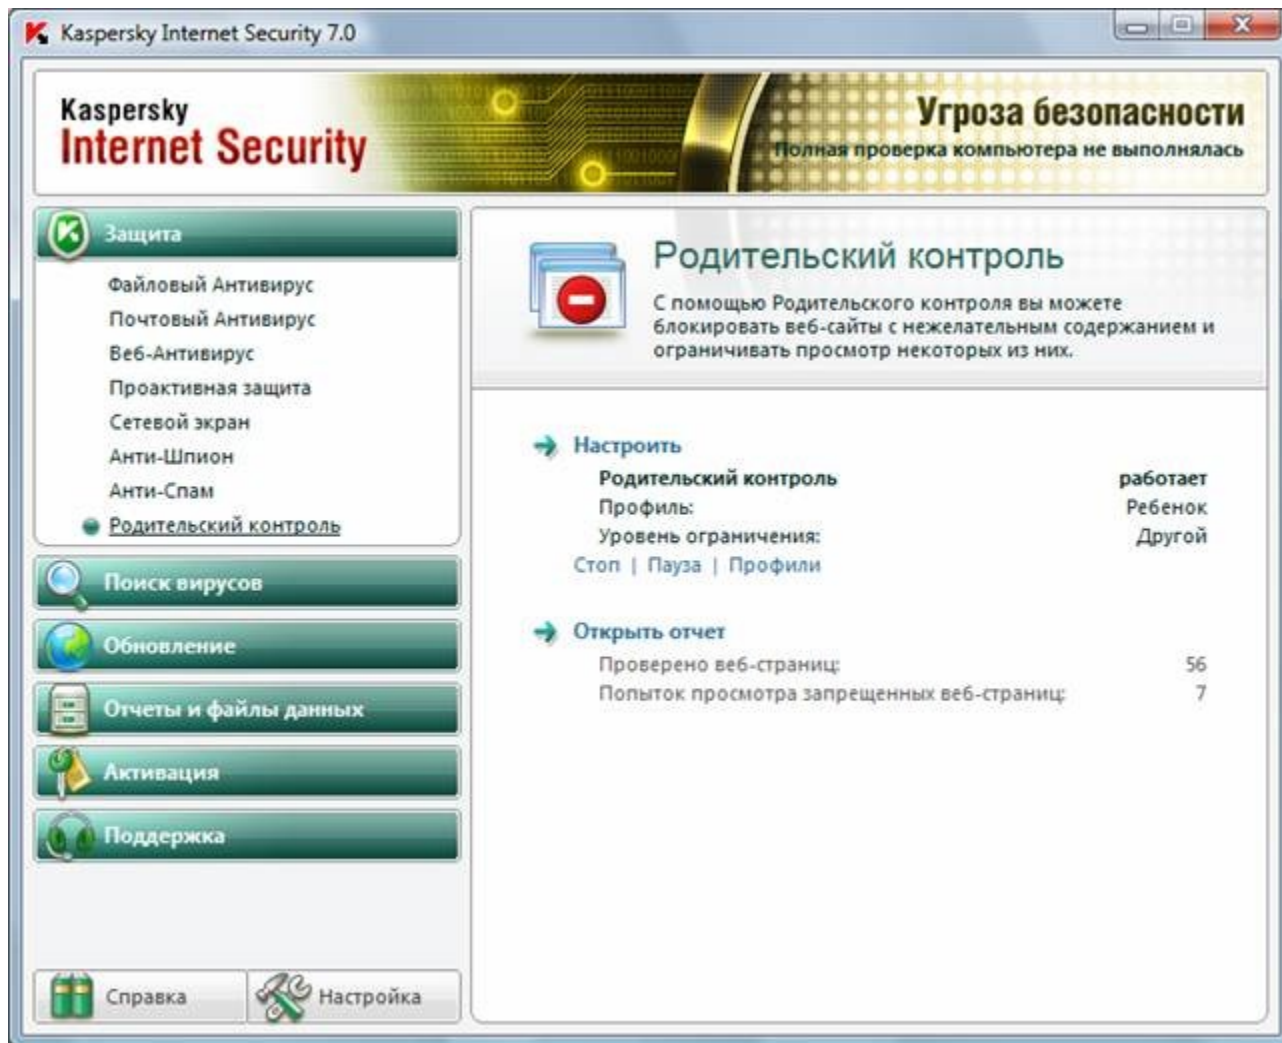 Kaspersky Internet Security 7.0
Kaspersky
Internet Security
Угроза безопасности
Полная проверка компьютера не выполнялась
Защита
Файловый Антивирус
Почтовый Антивирус
Веб-Антивирус
Проактивная защита
Сетевой экран
Анти-Шпион
Анти-Спам
Родительский контроль
Поиск вирусов
Обновление
Отчеты и файлы данных
Активация
Поддержка
Справка
Настройка
Родительский контроль
С помощью Родительского контроля вы можете
блокировать веб-сайты с нежелательным содержанием и
ограничивать просмотр некоторых из них.
Настроить
Родительский контроль работает
Профиль: Ребенок
Уровень ограничения: Другой
Стоп | Пауза | Профили
Открыть отчет
Проверено веб-страниц: 56
Попыток просмотра запрещенных веб-страниц: 7